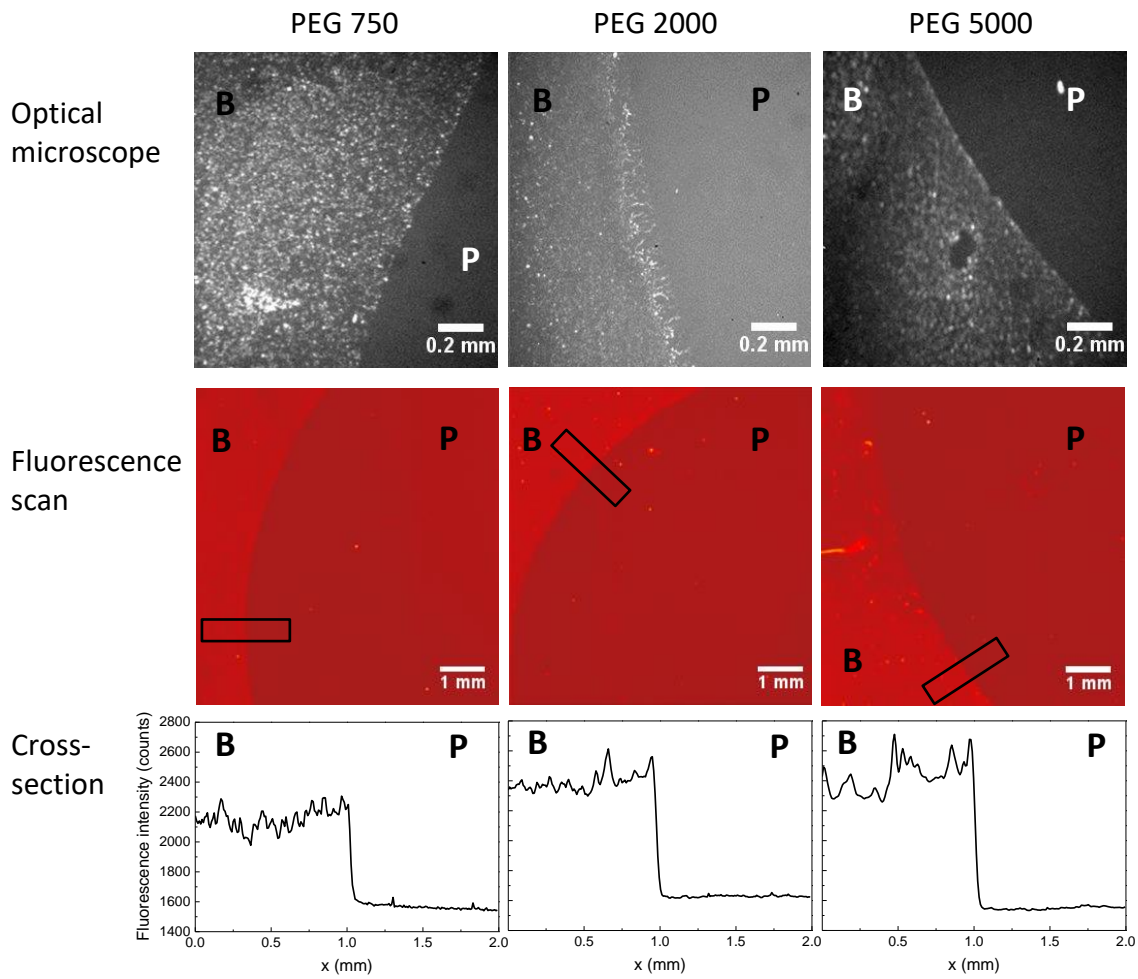 PEG 750 PEG 2000 PEG 5000
Optical
microscope
B P 0.2 mm
B P 0.2 mm
B P 0.2 mm
Fluorescence
scan
B P 1 mm
B P 1 mm
B P 1 mm
Cross-
section
Fluorescence intensity (counts)
2800
2600
2400
2200
2000
1800
1600
1400
B P
B P
B P
0.0 0.5 1.0 1.5 2.0 0.5 1.0 1.5 2.0 0.5 1.0 1.5 2.0
x (mm) x (mm) x (mm)